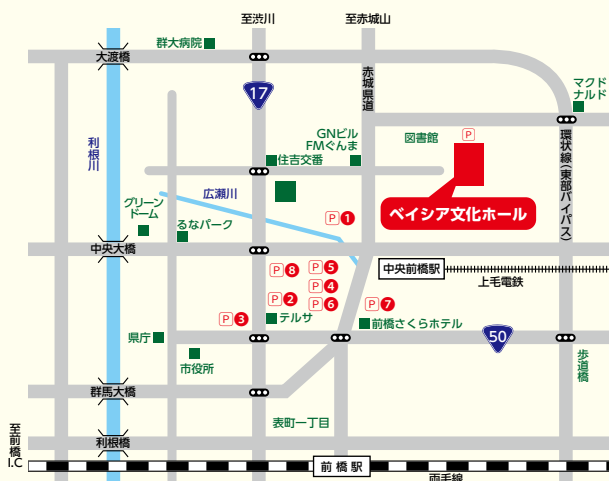 至渋川
至赤城山
群大病院
大渡橋
17
赤城県道
マクド
ナルド
GNビル
FMぐんま
図書館
P
住吉交番
利根川
広瀬川
環状線(東部バイパス)
グリーン
ドーム
るなパーク
P 1
ベイシア文化ホール
中央大橋
中央前橋駅
上毛電鉄
P 8
P 5
P 4
P 2
P 6
P 7
P 3
テルサ
前橋さくらホテル
県庁
50
市役所
歩道橋
群馬大橋
表町一丁目
至前橋I.C
利根橋
前橋駅
両毛線